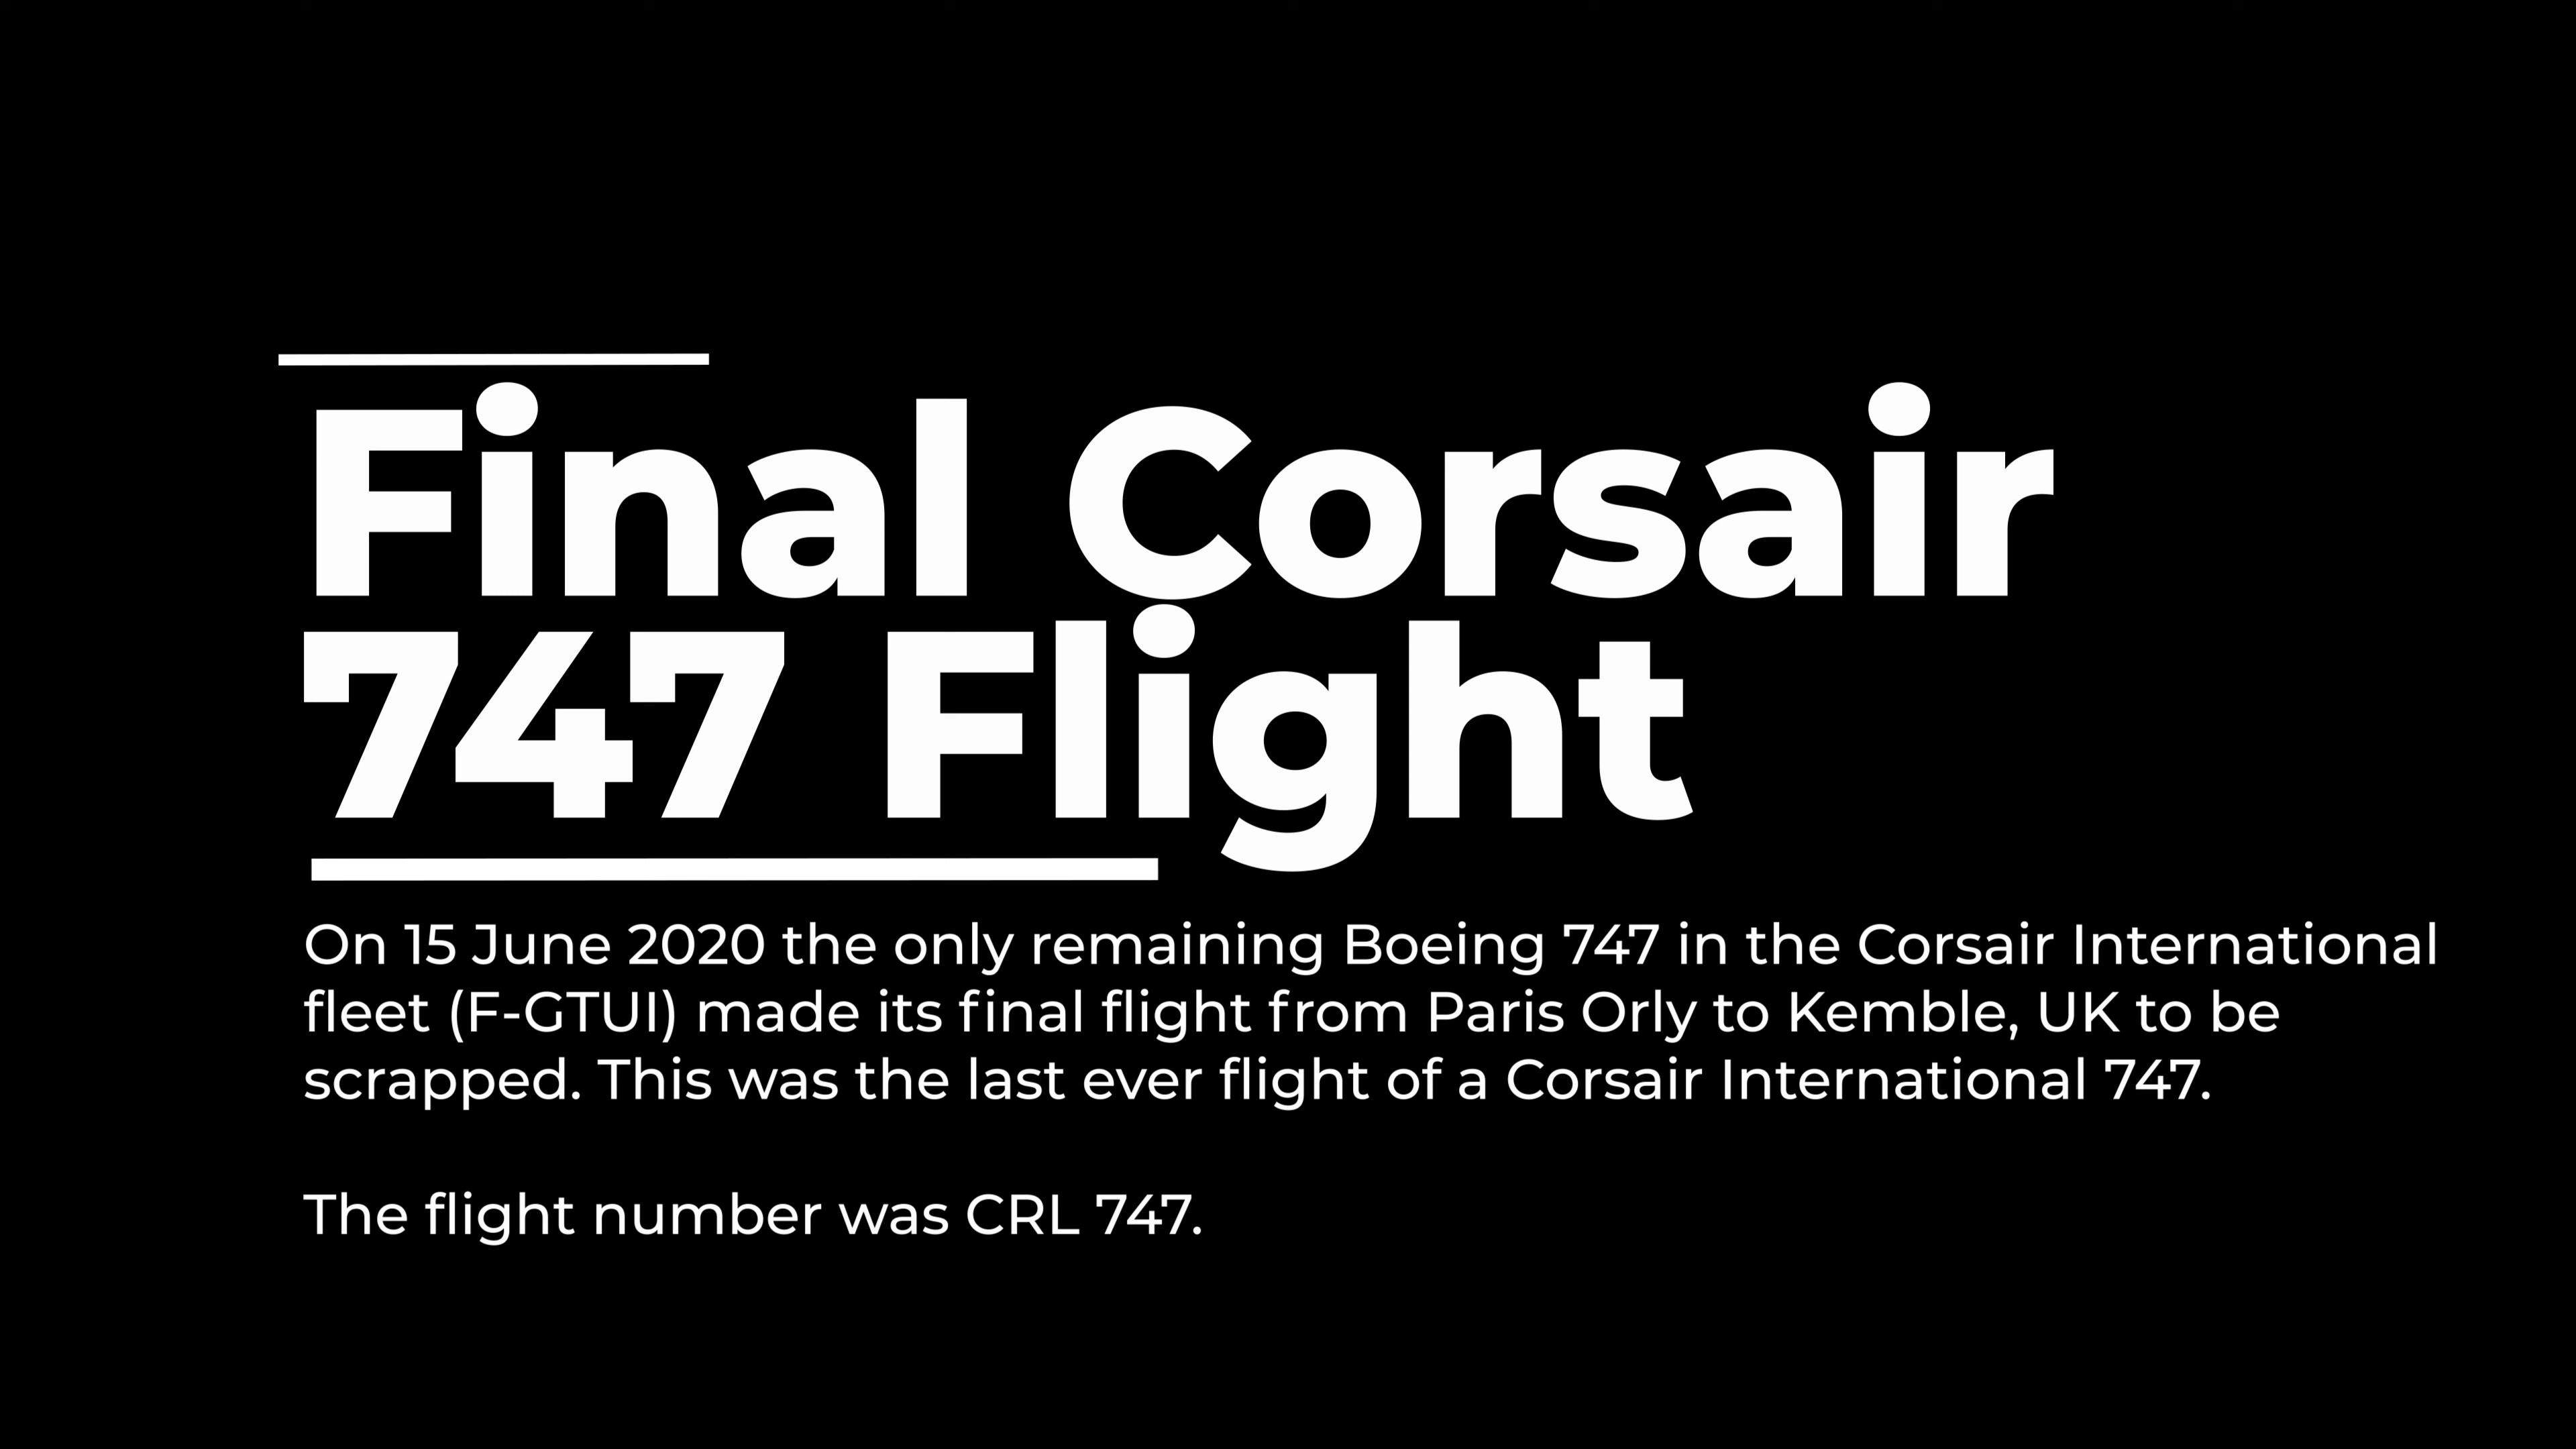 Final Corsair
747 Flight
On 15 June 2020 the only remaining Boeing 747 in the Corsair International
fleet (F-GTUI) made its final flight from Paris Orly to Kemble, UK to be
scrapped. This was the last ever flight of a Corsair International 747.
The flight number was CRL 747.